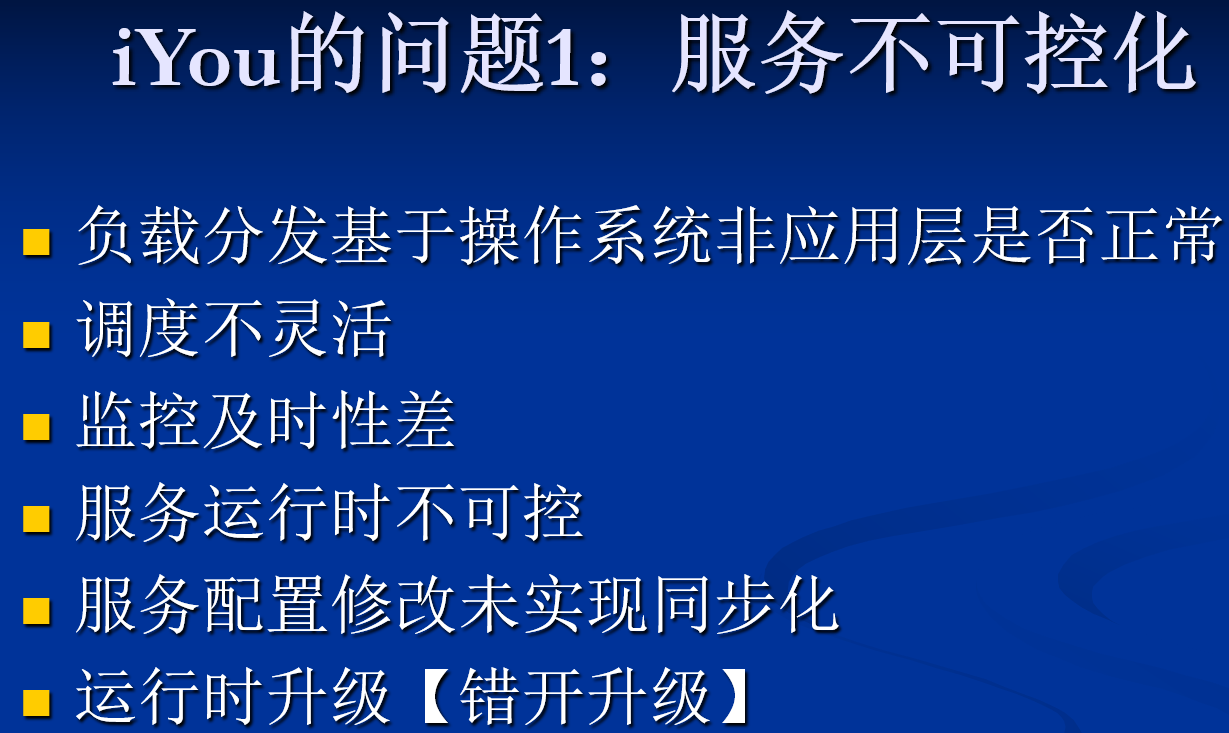 iYou的问题1：服务不可控化
负载分发基于操作系统非应用层是否正常
调度不灵活
监控及时性差
服务运行时不可控
服务配置修改未实现同步化
运行时升级【错开升级】